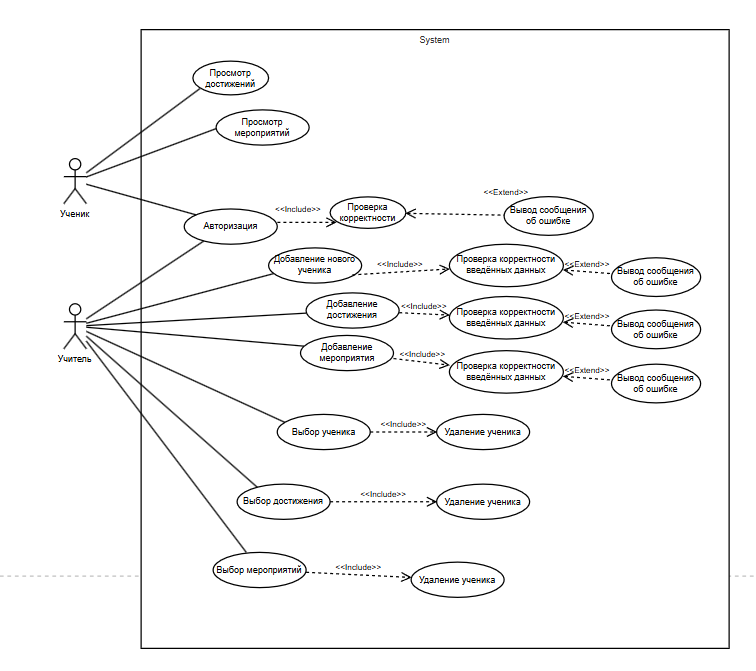 System
Просмотр
достижений
Просмотр
мероприятий
Ученик
Авторизация
<<Include>>
Проверка
корректности
<<Extend>>
Вывод сообщения
об ошибке
Добавление нового
ученика
<<Include>>
Проверка корректности
введённых данных
<<Extend>>
Вывод сообщения
об ошибке
Добавление
достижения
<<Include>>
Проверка корректности
введённых данных
<<Extend>>
Вывод сообщения
об ошибке
Учитель
Добавление
мероприятия
<<Include>>
Проверка корректности
введённых данных
<<Extend>>
Вывод сообщения
об ошибке
Выбор ученика
<<Include>>
Удаление ученика
Выбор достижения
<<Include>>
Удаление ученика
Выбор мероприятий
<<Include>>
Удаление ученика